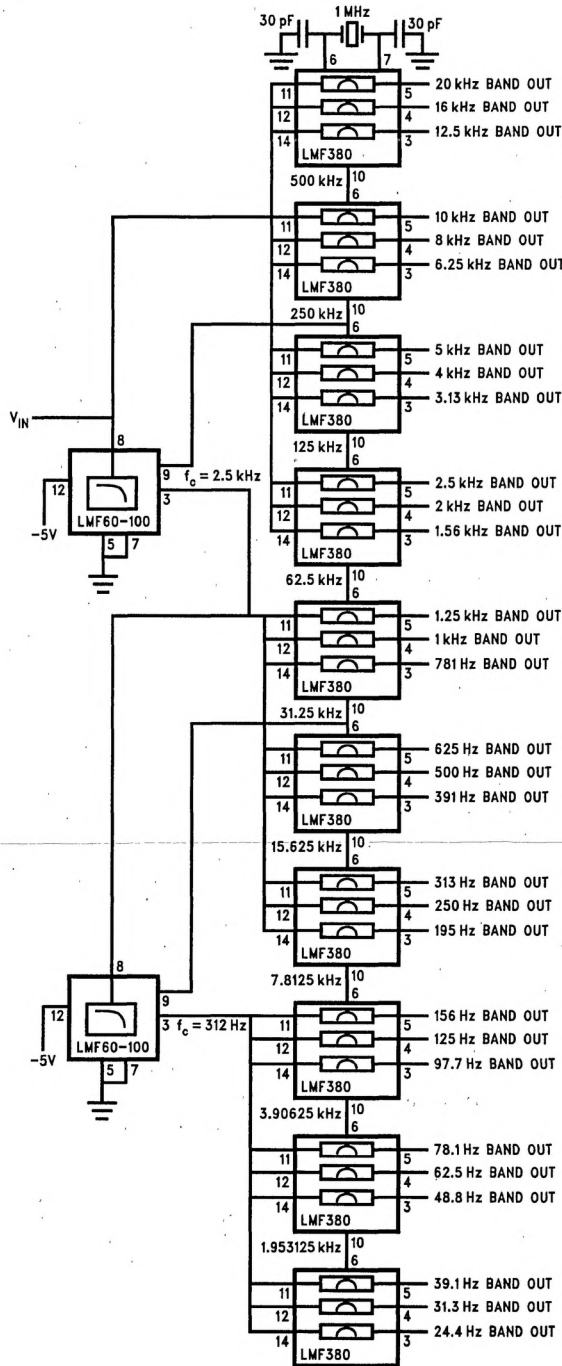 30 pF 1 MHz 30 pF
6 7
11 5 20 kHz BAND OUT
12 4 16 kHz BAND OUT
14 3 12.5 kHz BAND OUT
LMF380
500 kHz 10
6
11 5 10 kHz BAND OUT
12 4 8 kHz BAND OUT
14 3 6.25 kHz BAND OUT
LMF380
250 kHz 10
6
11 5 5 kHz BAND OUT
12 4 4 kHz BAND OUT
14 3 3.13 kHz BAND OUT
LMF380
VIN
8
125 kHz 10
6
9 fc = 2.5 kHz
12 3
LMF60-100
-5V
5 7
11 5 2.5 kHz BAND OUT
12 4 2 kHz BAND OUT
14 3 1.56 kHz BAND OUT
LMF380
62.5 kHz 10
6
11 5 1.25 kHz BAND OUT
12 4 1 kHz BAND OUT
14 3 781 Hz BAND OUT
LMF380
31.25 kHz 10
6
11 5 625 Hz BAND OUT
12 4 500 Hz BAND OUT
14 3 391 Hz BAND OUT
LMF380
15.625 kHz 10
6
11 5 313 Hz BAND OUT
12 4 250 Hz BAND OUT
14 3 195 Hz BAND OUT
LMF380
8
7.8125 kHz 10
6
9
12 3 fc = 312 Hz
LMF60-100
-5V
5 7
11 5 156 Hz BAND OUT
12 4 125 Hz BAND OUT
14 3 97.7 Hz BAND OUT
LMF380
3.90625 kHz 10
6
11 5 78.1 Hz BAND OUT
12 4 62.5 Hz BAND OUT
14 3 48.8 Hz BAND OUT
LMF380
1.953125 kHz 10
6
11 5 39.1 Hz BAND OUT
12 4 31.3 Hz BAND OUT
14 3 24.4 Hz BAND OUT
LMF380